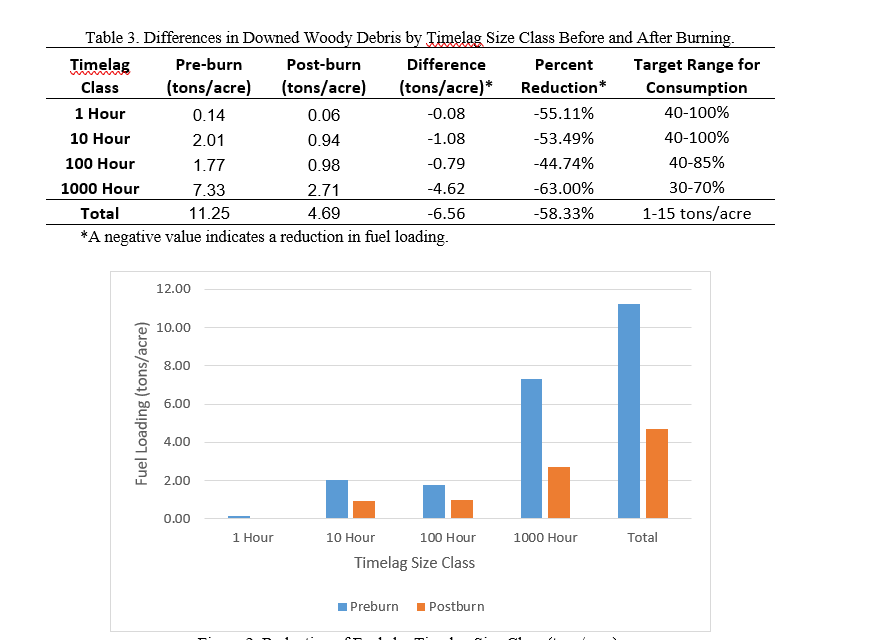 Table 3. Differences in Downed Woody Debris by Timelag Size Class Before and After Burning.
Timelag Class Pre-burn (tons/acre) Post-burn (tons/acre) Difference (tons/acre)* Percent Reduction* Target Range for Consumption
1 Hour 0.14 0.06 -0.08 -55.11% 40-100%
10 Hour 2.01 0.94 -1.08 -53.49% 40-100%
100 Hour 1.77 0.98 -0.79 -44.74% 40-85%
1000 Hour 7.33 2.71 -4.62 -63.00% 30-70%
Total 11.25 4.69 -6.56 -58.33% 1-15 tons/acre
*A negative value indicates a reduction in fuel loading.
12.00
10.00
8.00
6.00
4.00
2.00
0.00
Fuel Loading (tons/acre)
1 Hour 10 Hour 100 Hour 1000 Hour Total
Timelag Size Class
Preburn Postburn